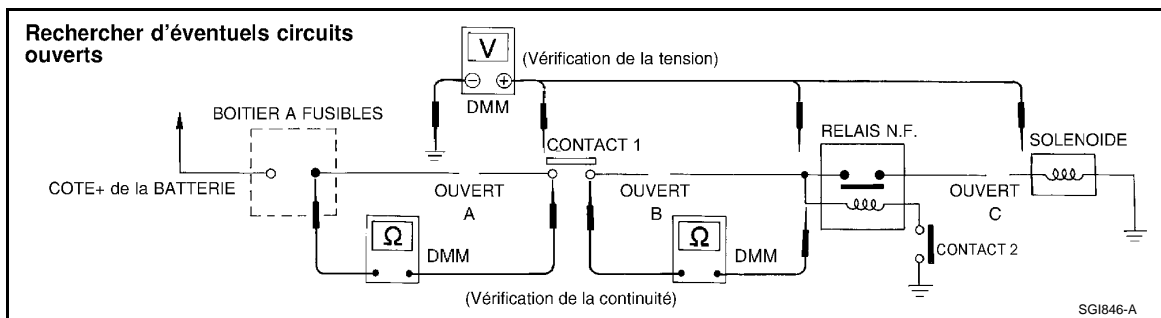 Rechercher d'éventuels circuits
ouverts
V
(Vérification de la tension)
DMM
BOITIER A FUSIBLES
CONTACT 1
RELAIS N.F.
SOLENOIDE
COTE+ de la BATTERIE
OUVERT
A
OUVERT
B
OUVERT
C
Ω
DMM
Ω
DMM
CONTACT 2
(Vérification de la continuité)
SGI846-A